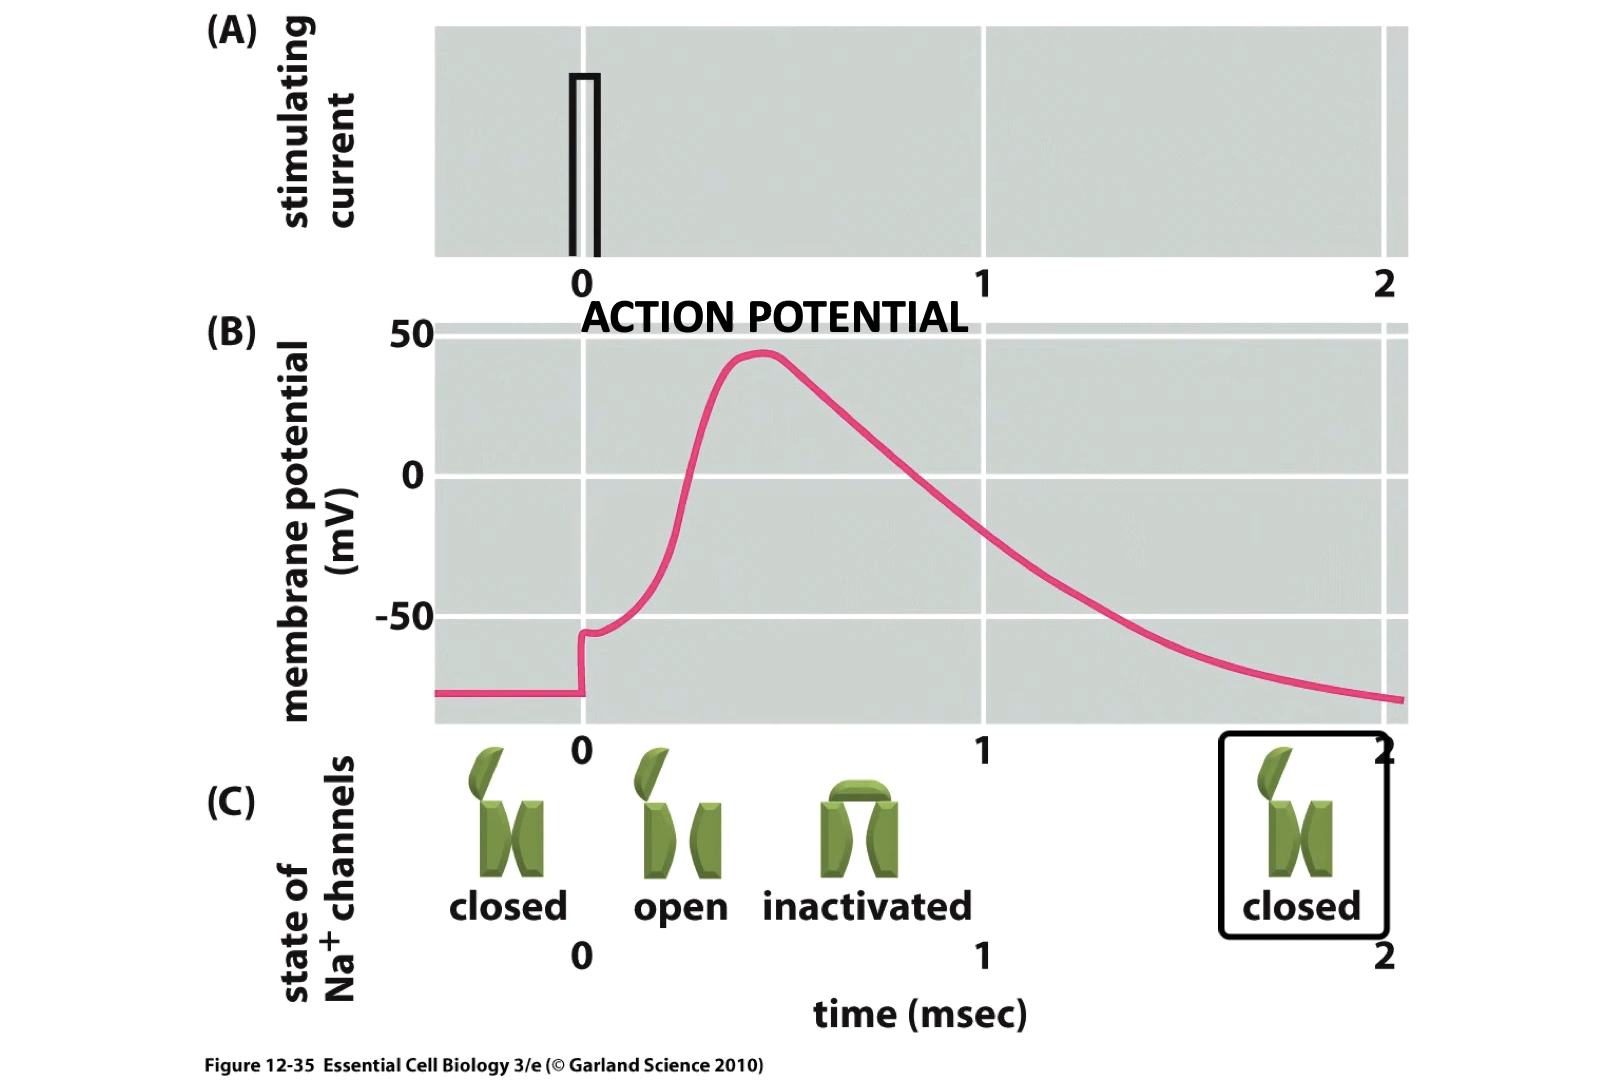 (A)
stimulating
current
0 1 2
ACTION POTENTIAL
(B)
membrane potential
(mV)
50
0
-50
0 1 2
(C)
state of
Na+ channels
closed open inactivated closed
0 1 2
time (msec)
Figure 12-35 Essential Cell Biology 3/e (© Garland Science 2010)